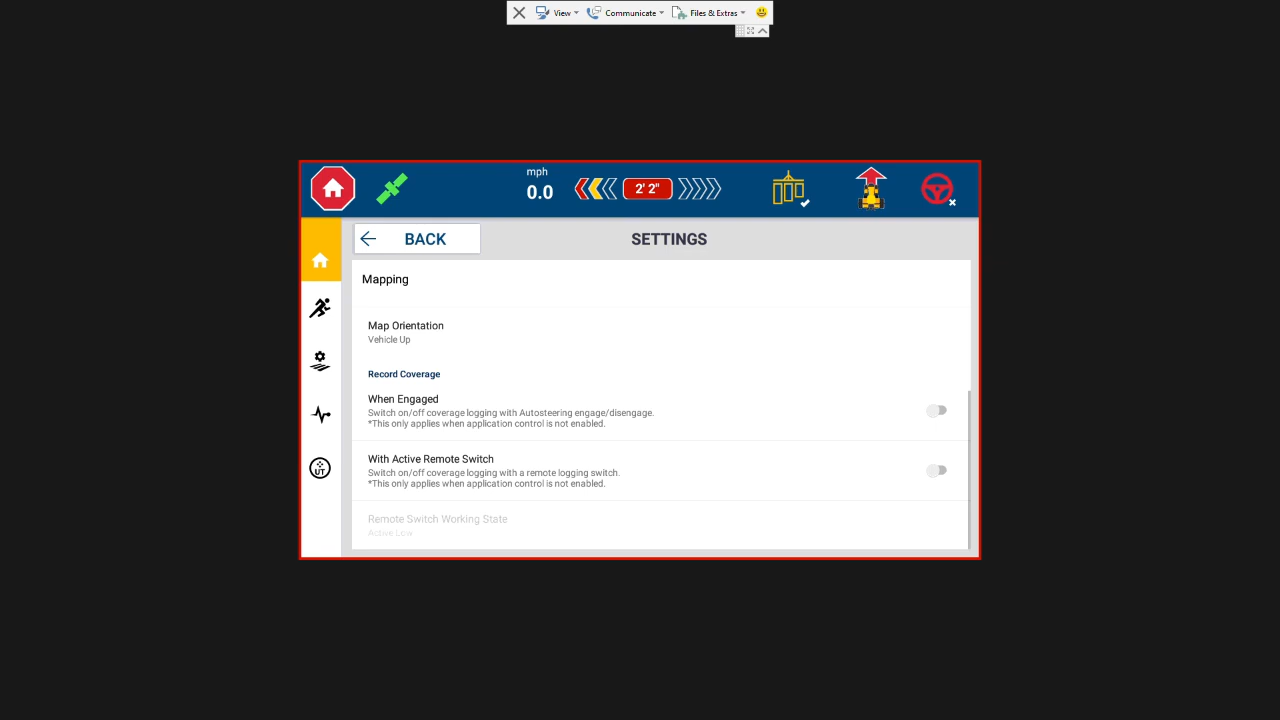 View
Communicate
Files & Extras
mph
0.0
2' 2"
BACK
SETTINGS
Mapping
Map Orientation
Vehicle Up
Record Coverage
When Engaged
Switch on/off coverage logging with Autosteering engage/disengage.
*This only applies when application control is not enabled.
With Active Remote Switch
Switch on/off coverage logging with a remote logging switch.
*This only applies when application control is not enabled.
UT
Remote Switch Working State
Active Low